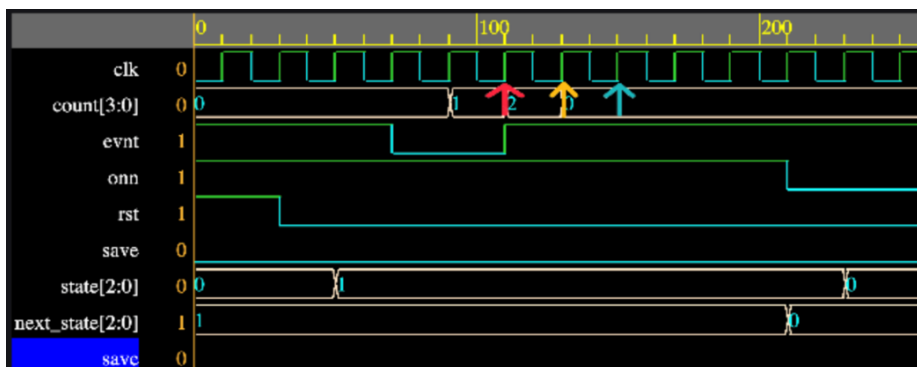 0 100 200
clk 0
count[3:0] 0 0 1 2 0
evnt 1
onn 1
rst 1
save 0
state[2:0] 0 0 1 0
next_state[2:0] 1 1 0
save 0